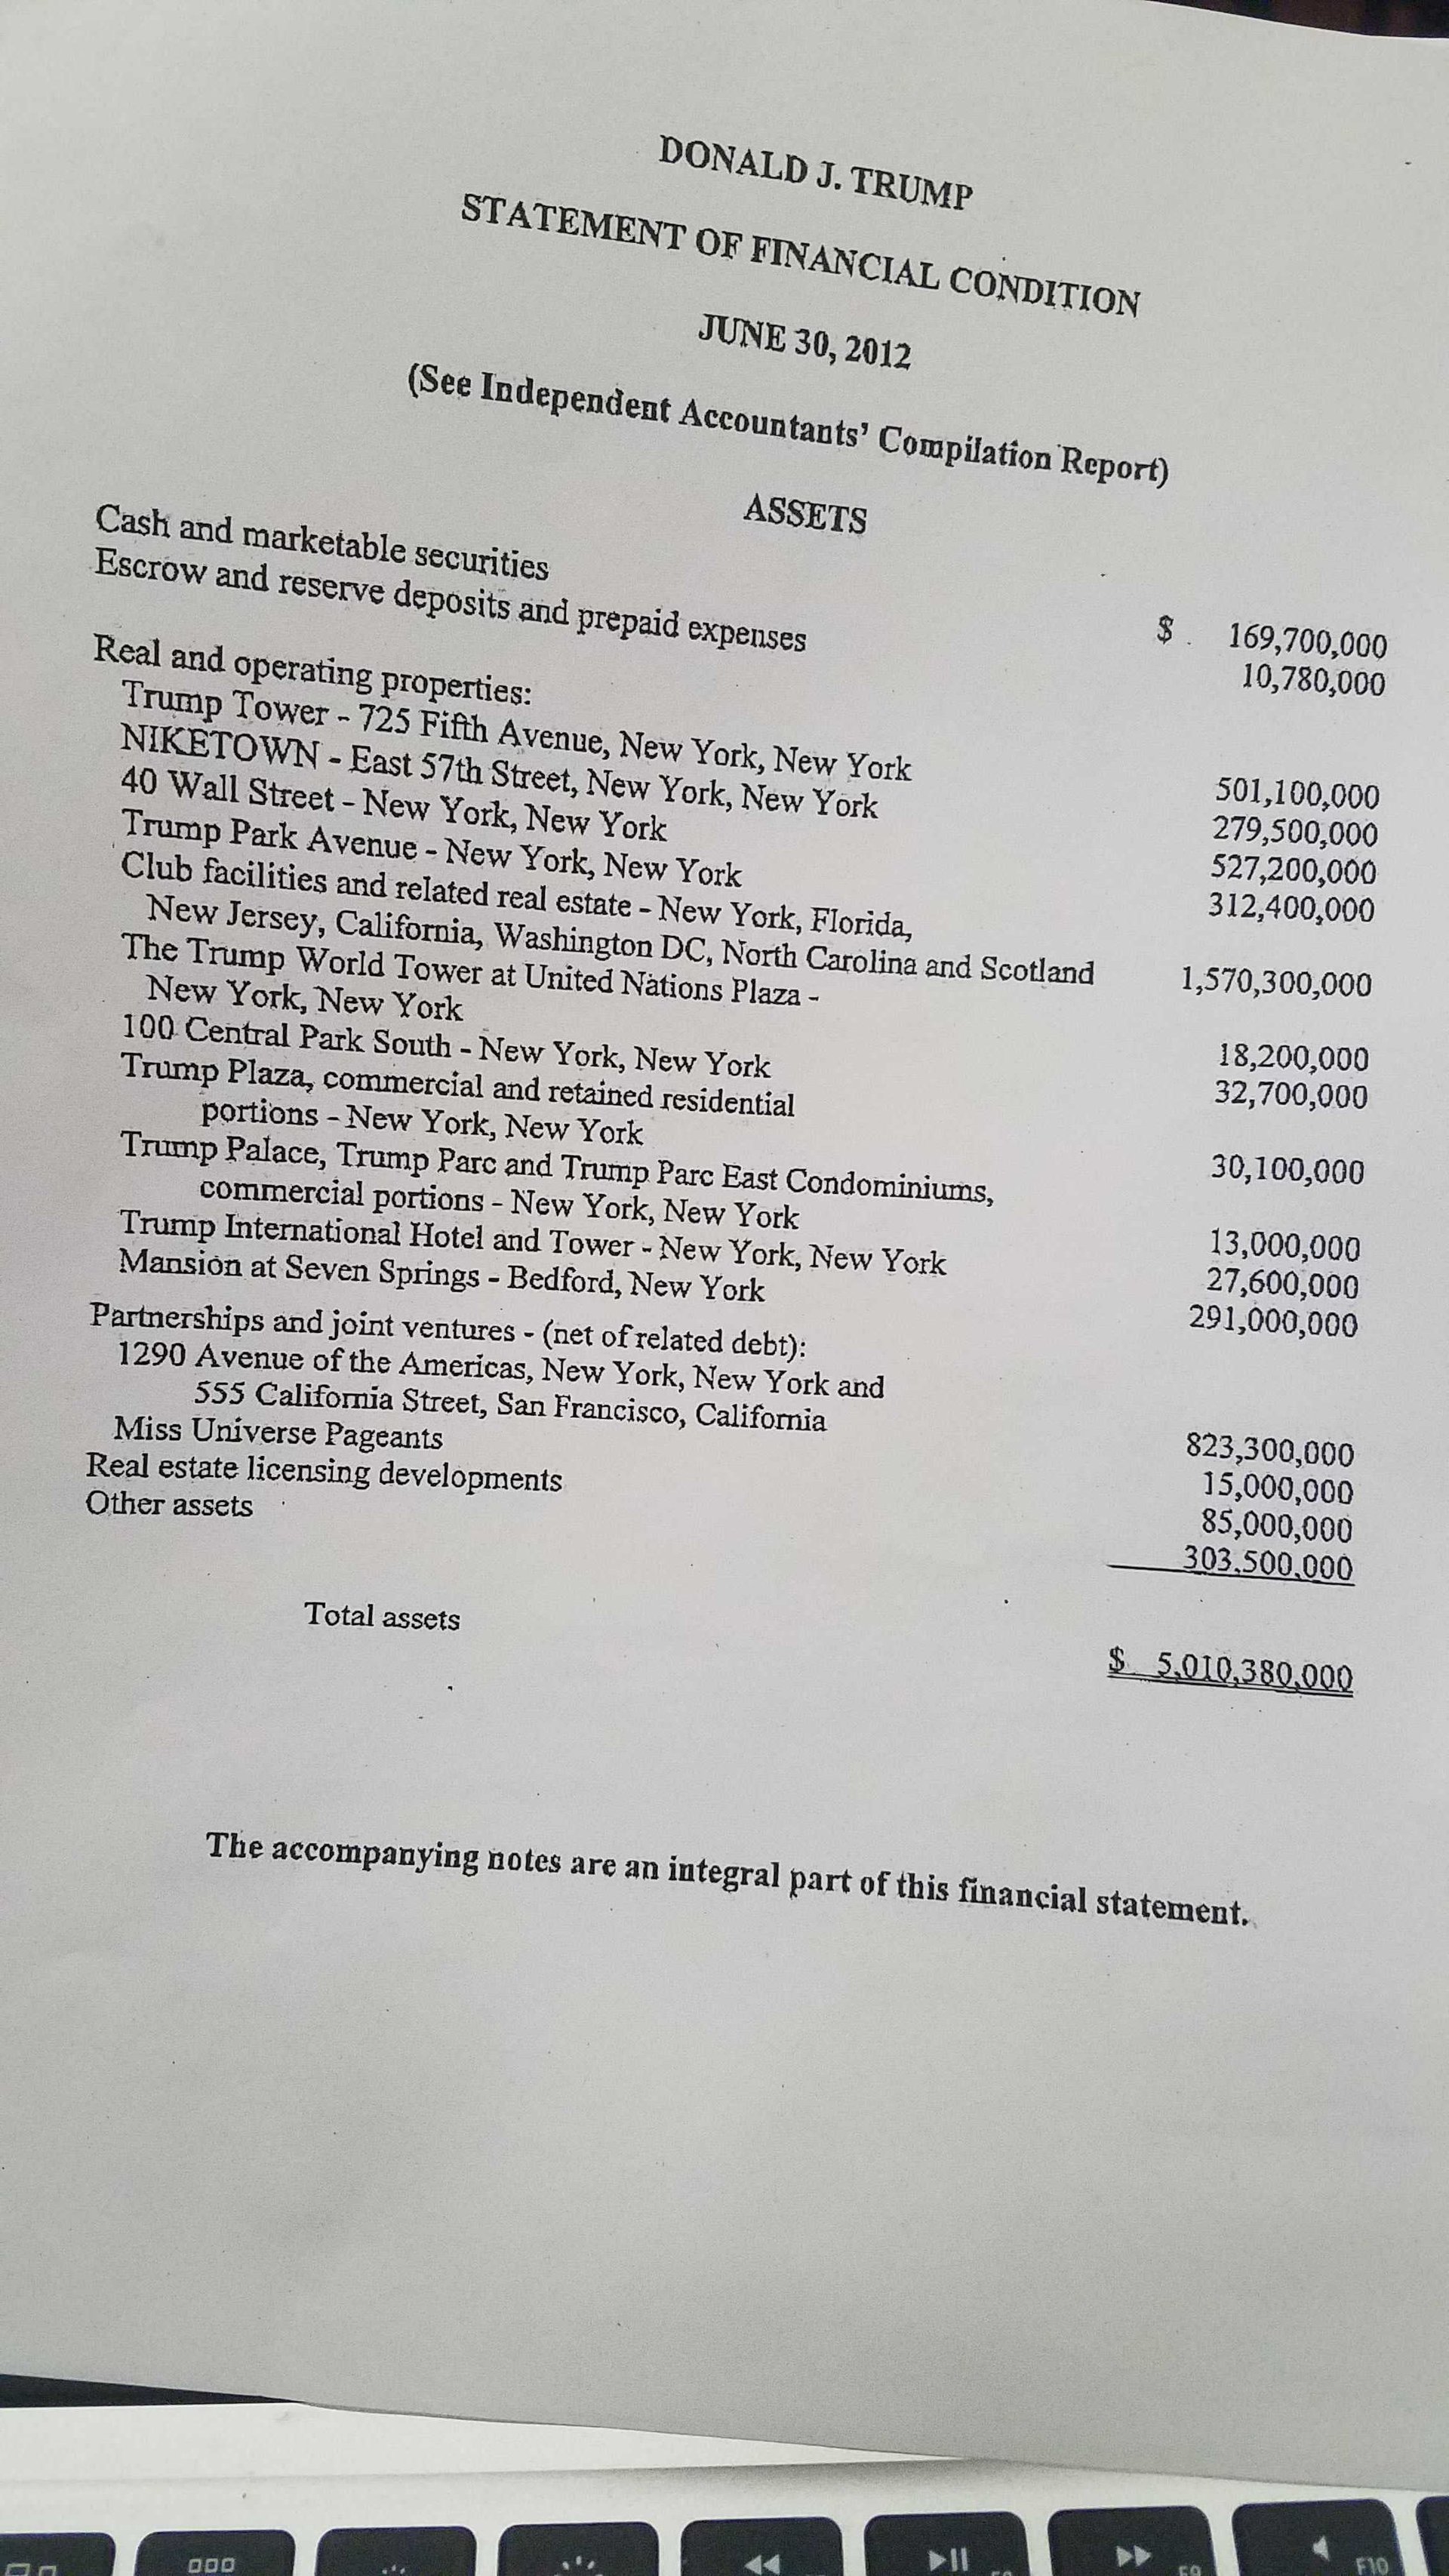 DONALD J. TRUMP
STATEMENT OF FINANCIAL CONDITION
JUNE 30, 2012
(See Independent Accountants' Compilation Report)
ASSETS
Cash and marketable securities $ 169,700,000
Escrow and reserve deposits and prepaid expenses 10,780,000
Real and operating properties:
Trump Tower - 725 Fifth Avenue, New York, New York 501,100,000
NIKETOWN - East 57th Street, New York, New York 279,500,000
40 Wall Street - New York, New York 527,200,000
Trump Park Avenue - New York, New York 312,400,000
Club facilities and related real estate - New York, Florida,
New Jersey, California, Washington DC, North Carolina and Scotland 1,570,300,000
The Trump World Tower at United Nations Plaza -
New York, New York 18,200,000
100 Central Park South - New York, New York 32,700,000
Trump Plaza, commercial and retained residential
portions - New York, New York 30,100,000
Trump Palace, Trump Parc and Trump Parc East Condominiums,
commercial portions - New York, New York 13,000,000
Trump International Hotel and Tower - New York, New York 27,600,000
Mansion at Seven Springs - Bedford, New York 291,000,000
Partnerships and joint ventures - (net of related debt):
1290 Avenue of the Americas, New York, New York and
555 California Street, San Francisco, California 823,300,000
Miss Universe Pageants 15,000,000
Real estate licensing developments 85,000,000
Other assets 303,500,000
Total assets $ 5,010,380,000
The accompanying notes are an integral part of this financial statement.
F9 F10